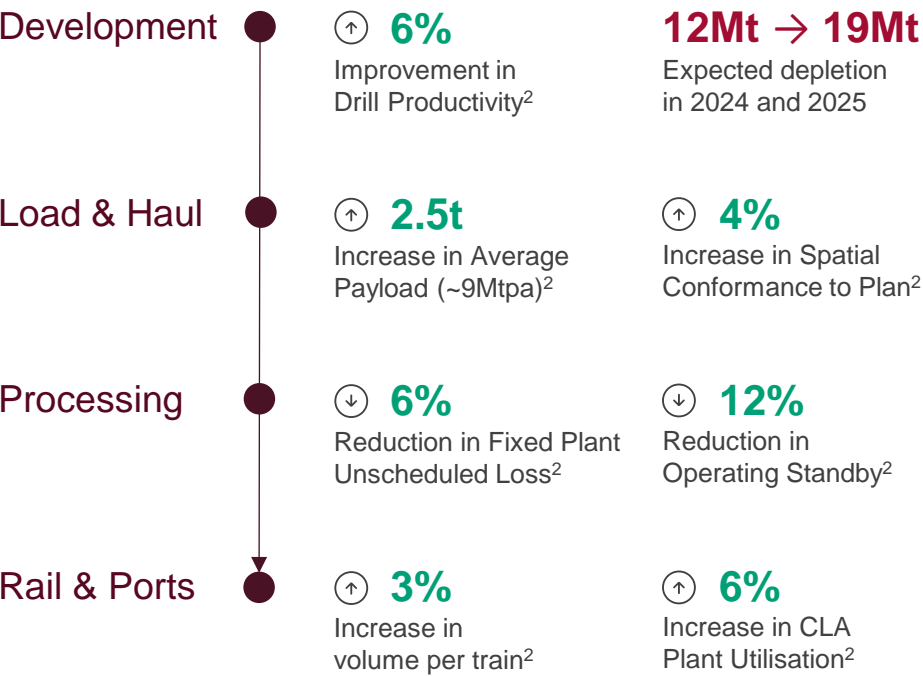 Development
6%
Improvement in
Drill Productivity²
12Mt → 19Mt
Expected depletion
in 2024 and 2025
Load & Haul
2.5t
Increase in Average
Payload (~9Mtpa)²
4%
Increase in Spatial
Conformance to Plan²
Processing
6%
Reduction in Fixed Plant
Unscheduled Loss²
12%
Reduction in
Operating Standby²
Rail & Ports
3%
Increase in
volume per train²
6%
Increase in CLA
Plant Utilisation²